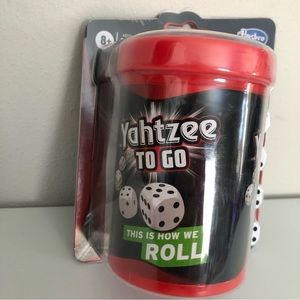 8+
Hasbro
Yahtzee
TO GO
THIS IS HOW WE
ROLL